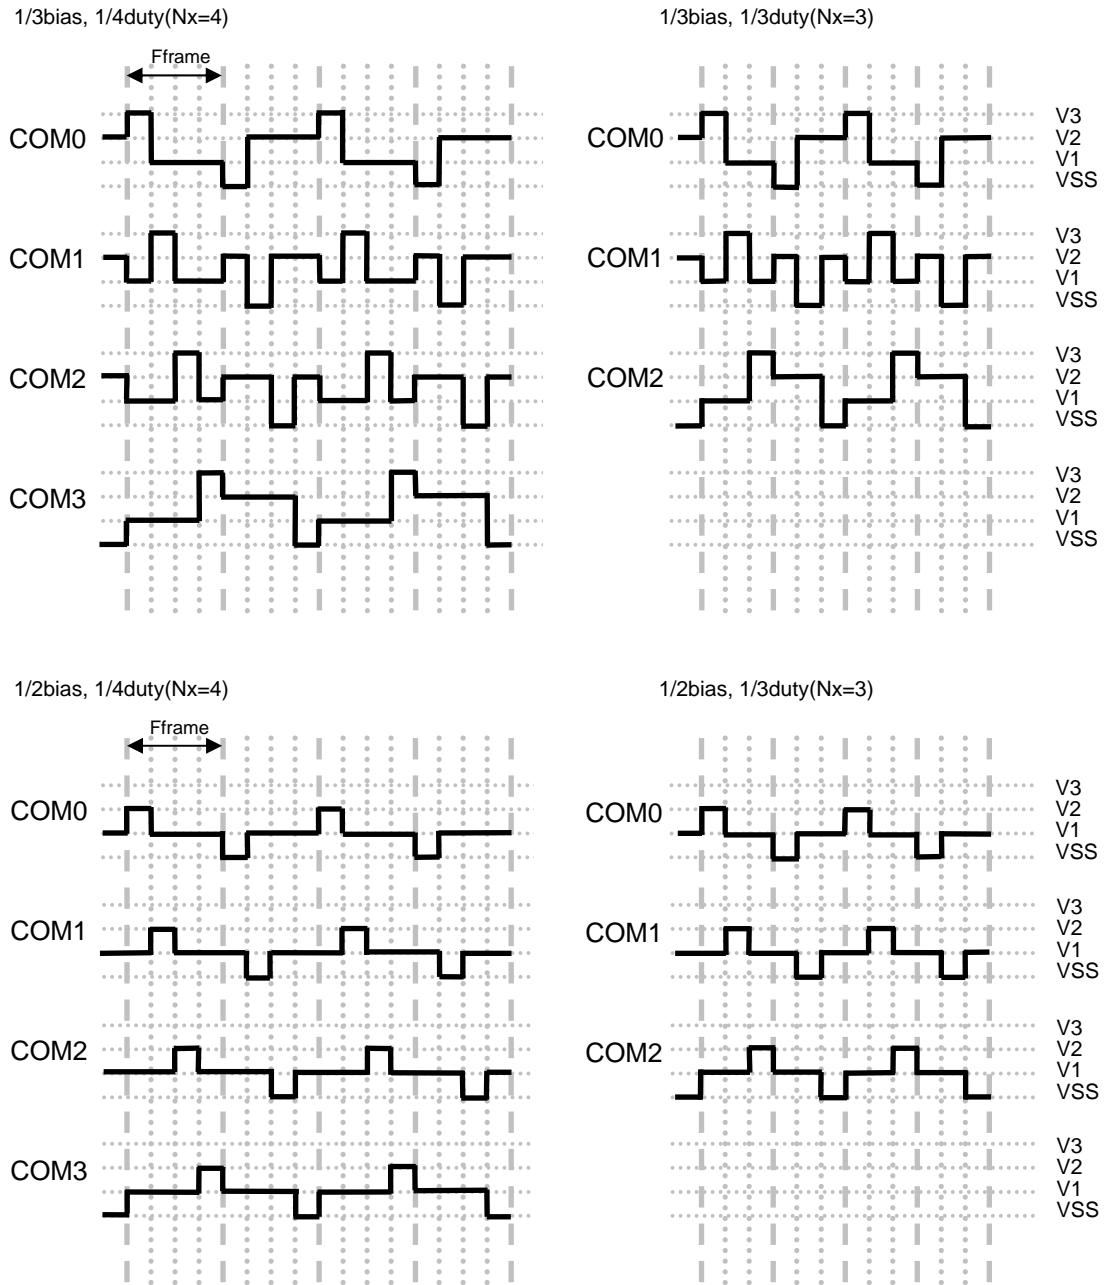 1/3bias, 1/4duty(Nx=4)
Fframe
COM0
COM1
COM2
COM3
1/3bias, 1/3duty(Nx=3)
COM0
V3
V2
V1
VSS
COM1
V3
V2
V1
VSS
COM2
V3
V2
V1
VSS
V3
V2
V1
VSS
1/2bias, 1/4duty(Nx=4)
Fframe
COM0
COM1
COM2
COM3
1/2bias, 1/3duty(Nx=3)
COM0
V3
V2
V1
VSS
COM1
V3
V2
V1
VSS
COM2
V3
V2
V1
VSS
V3
V2
V1
VSS